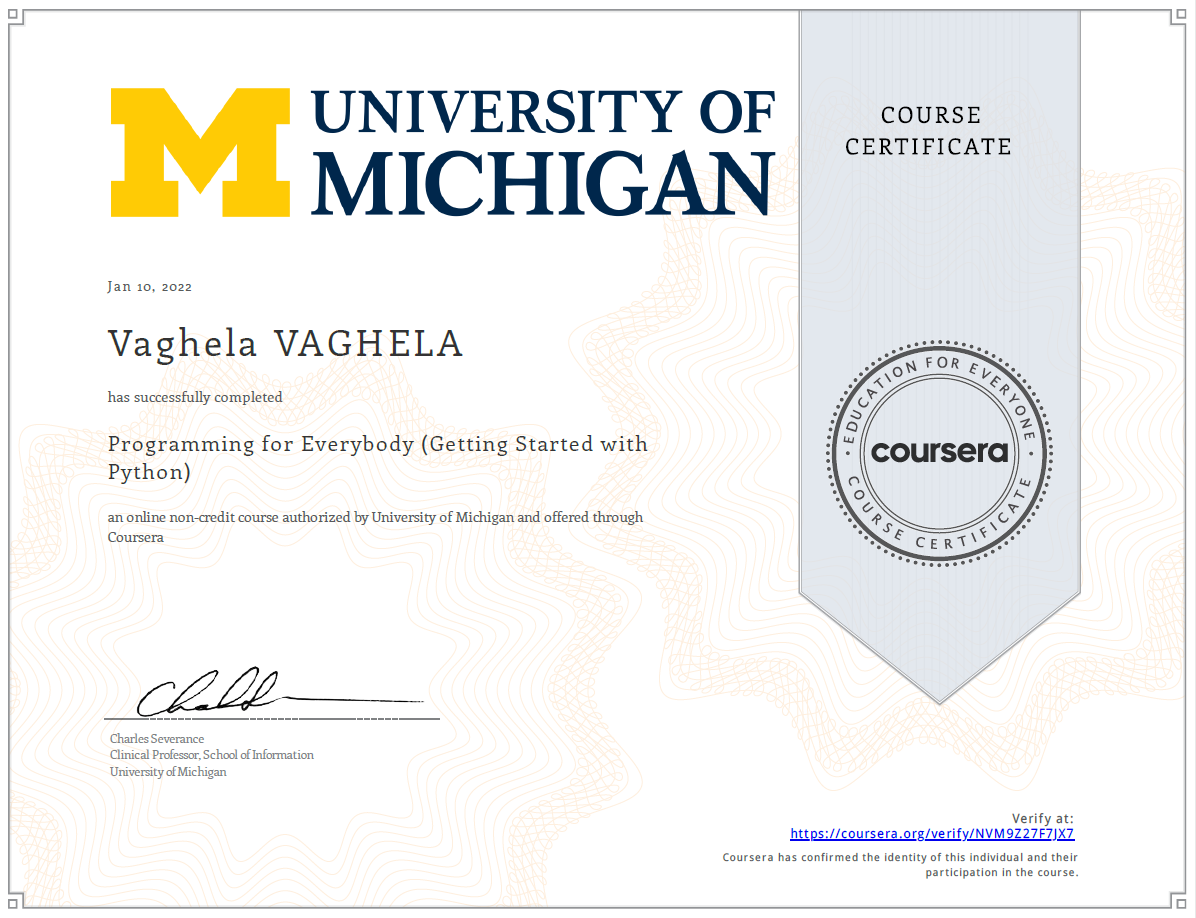 UNIVERSITY OF
MICHIGAN
COURSE
CERTIFICATE
Jan 10, 2022
Vaghela VAGHELA
has successfully completed
Programming for Everybody (Getting Started with
Python)
an online non-credit course authorized by University of Michigan and offered through
Coursera
EDUCATION FOR EVERYONE
coursera
COURSE CERTIFICATE
Charles Severance
Clinical Professor, School of Information
University of Michigan
Verify at:
https://coursera.org/verify/NVM9Z27F7JX7
Coursera has confirmed the identity of this individual and their
participation in the course.